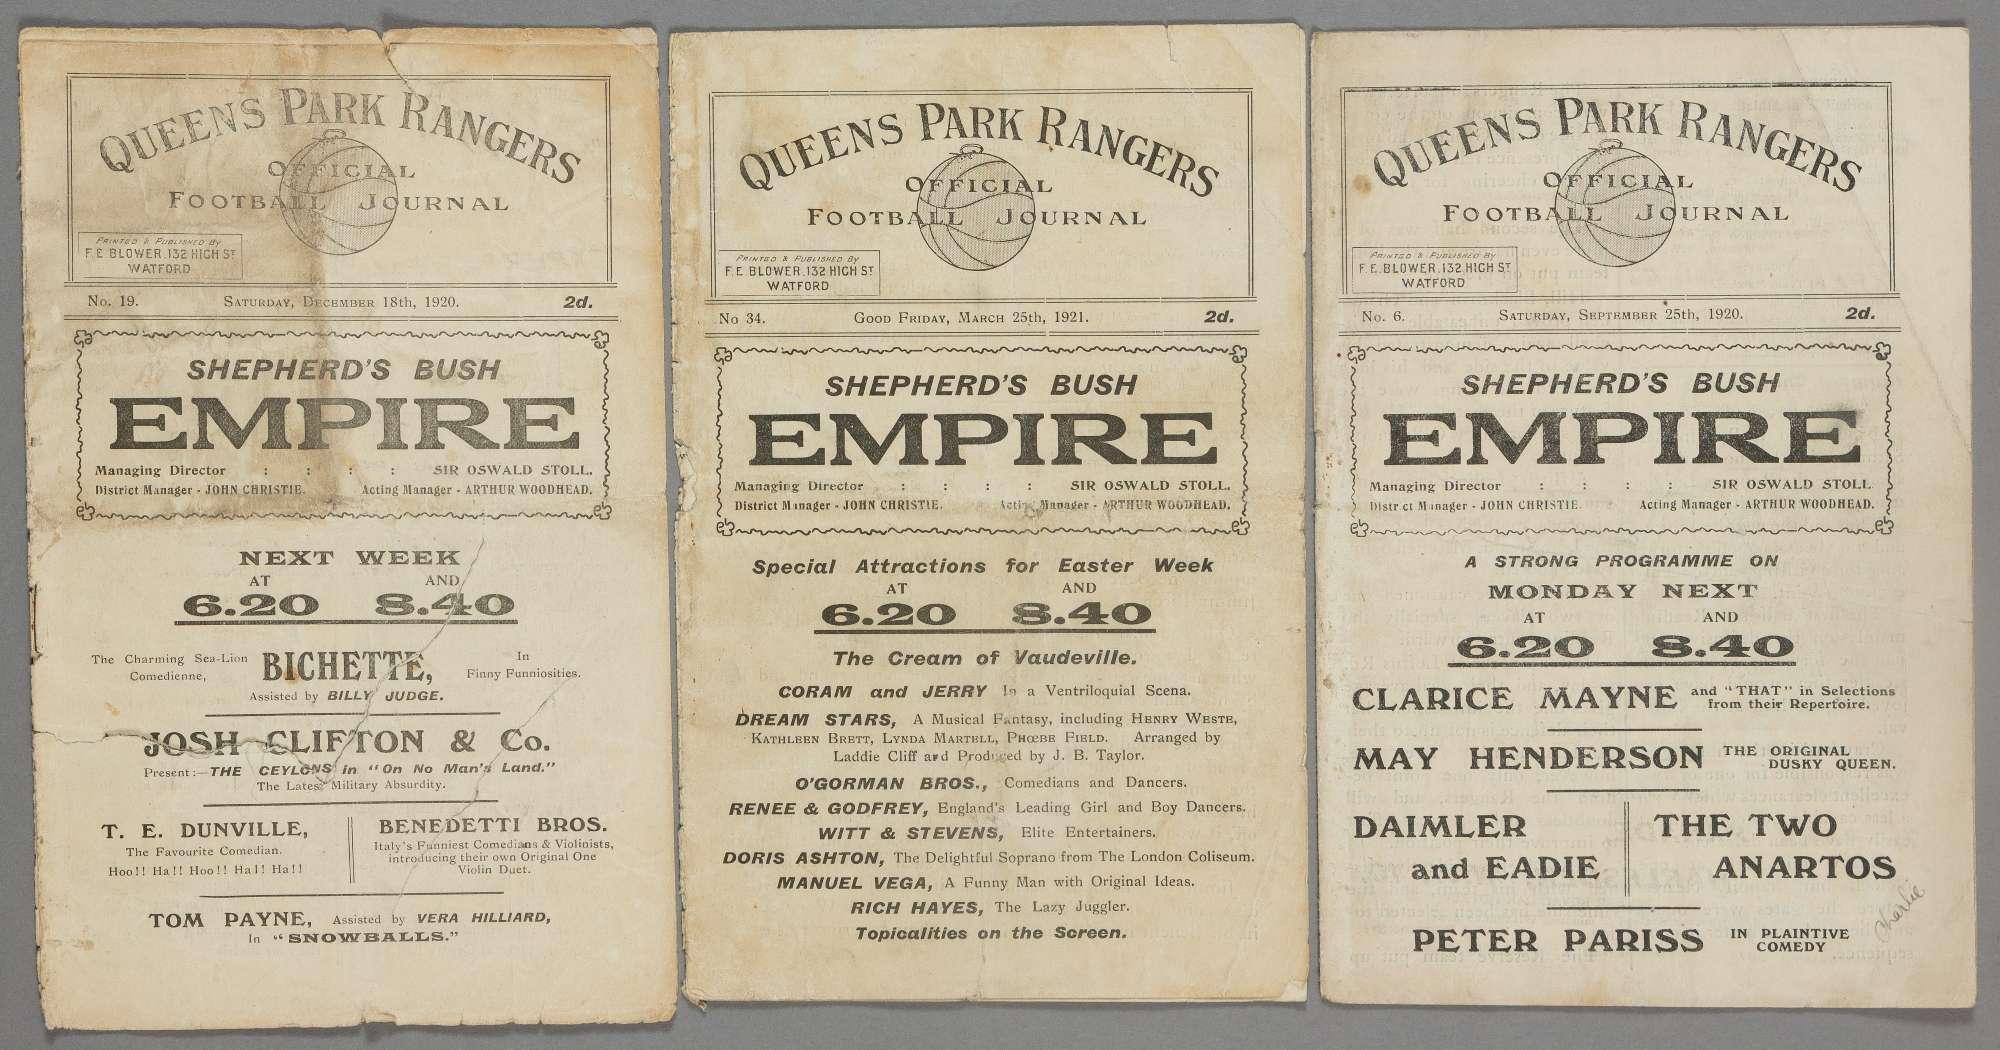 QUEENS PARK RANGERS
OFFICIAL
FOOTBALL JOURNAL
PRINTED & PUBLISHED BY
F.E BLOWER.132 HIGH ST
WATFORD
No. 19. SATURDAY, DECEMBER 18th, 1920. 2d.
SHEPHERD'S BUSH
EMPIRE
Managing Director : : : : SIR OSWALD STOLL.
District Manager - JOHN CHRISTIE. Acting Manager - ARTHUR WOODHEAD.
NEXT WEEK
AT AND
6.20 8.40
The Charming Sea-Lion Comedienne, BICHETTE, In Finny Funniosities.
Assisted by BILLY JUDGE.
JOSH CLIFTON & Co.
Present:—THE CEYLONS in "On No Man's Land."
The Latest Military Absurdity.
T. E. DUNVILLE,
The Favourite Comedian.
Hoo!! Ha!! Hoo!! Ha!! Ha!!
BENEDETTI BROS.
Italy's Funniest Comedians & Violinists,
introducing their own Original One
Violin Duet.
TOM PAYNE, Assisted by VERA HILLIARD,
In "SNOWBALLS."
QUEENS PARK RANGERS
OFFICIAL
FOOTBALL JOURNAL
PRINTED & PUBLISHED BY
F.E BLOWER.132 HIGH ST
WATFORD
No 34. GOOD FRIDAY, MARCH 25th, 1921. 2d.
SHEPHERD'S BUSH
EMPIRE
Managing Director : : : : SIR OSWALD STOLL.
District Manager - JOHN CHRISTIE. Acting Manager - ARTHUR WOODHEAD.
Special Attractions for Easter Week
AT AND
6.20 8.40
The Cream of Vaudeville.
CORAM and JERRY In a Ventriloquial Scena.
DREAM STARS, A Musical Fantasy, including HENRY WESTE,
KATHLEEN BRETT, LYNDA MARTELL, PHŒBE FIELD. Arranged by
Laddie Cliff and Produced by J. B. Taylor.
O'GORMAN BROS., Comedians and Dancers.
RENEE & GODFREY, England's Leading Girl and Boy Dancers.
WITT & STEVENS, Elite Entertainers.
DORIS ASHTON, The Delightful Soprano from The London Coliseum.
MANUEL VEGA, A Funny Man with Original Ideas.
RICH HAYES, The Lazy Juggler.
Topicalities on the Screen.
QUEENS PARK RANGERS
OFFICIAL
FOOTBALL JOURNAL
PRINTED & PUBLISHED BY
F.E.BLOWER.132 HIGH ST
WATFORD
No. 6. SATURDAY, SEPTEMBER 25th, 1920. 2d.
SHEPHERD'S BUSH
EMPIRE
Managing Director : : : : SIR OSWALD STOLL
District Manager - JOHN CHRISTIE. Acting Manager - ARTHUR WOODHEAD.
A STRONG PROGRAMME ON
MONDAY NEXT
AT AND
6.20 8.40
CLARICE MAYNE and "THAT" in Selections
from their Repertoire.
MAY HENDERSON THE ORIGINAL
DUSKY QUEEN.
DAIMLER
and EADIE
THE TWO
ANARTOS
PETER PARISS IN PLAINTIVE
COMEDY
Charlie